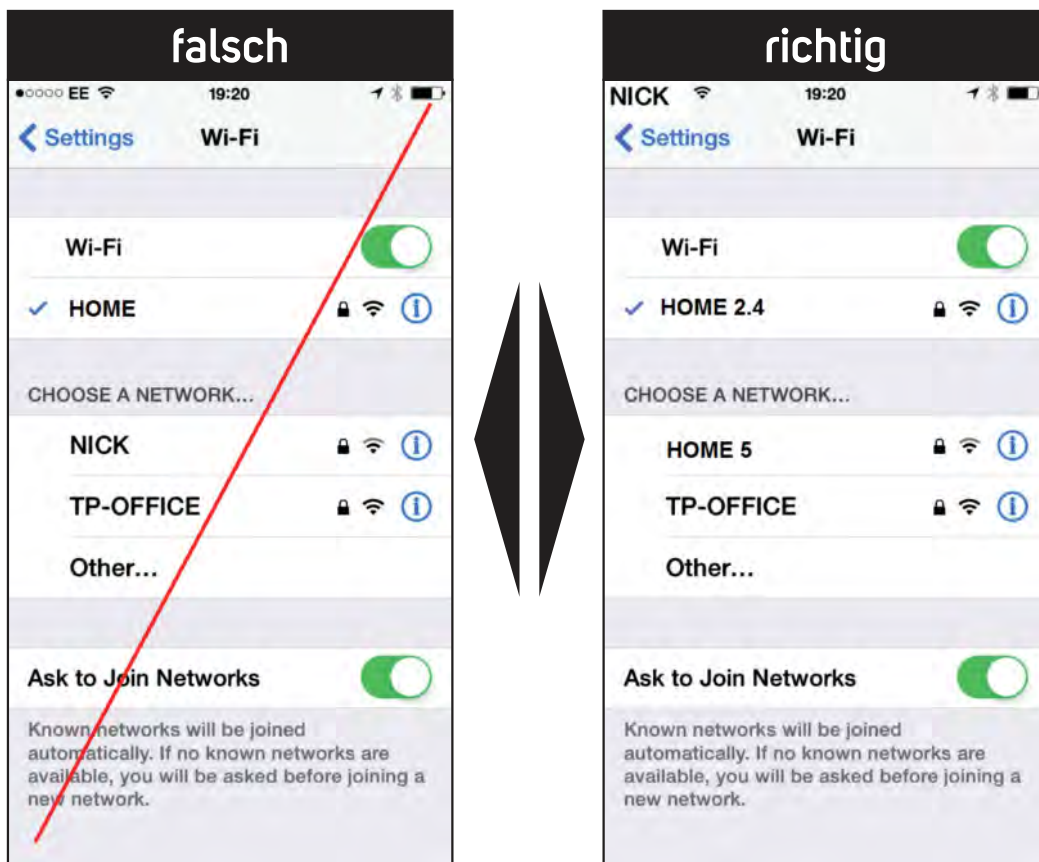 falsch
EE 19:20
Settings Wi-Fi
Wi-Fi
HOME
CHOOSE A NETWORK...
NICK
TP-OFFICE
Other...
Ask to Join Networks
Known networks will be joined
automatically. If no known networks are
available, you will be asked before joining a
new network.
richtig
NICK 19:20
Settings Wi-Fi
Wi-Fi
HOME 2.4
CHOOSE A NETWORK...
HOME 5
TP-OFFICE
Other...
Ask to Join Networks
Known networks will be joined
automatically. If no known networks are
available, you will be asked before joining a
new network.